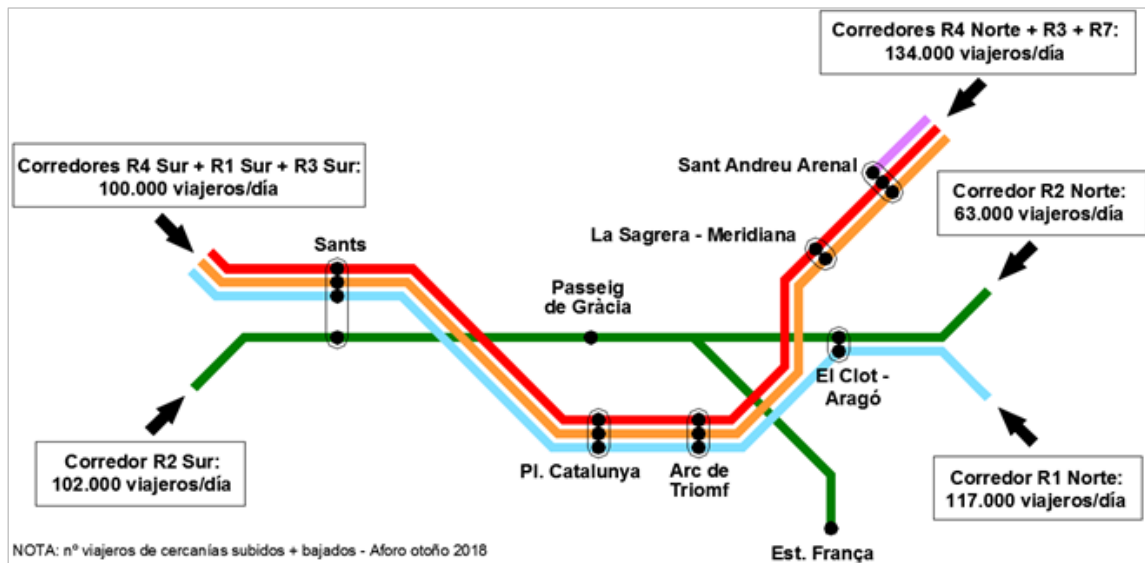 Corredores R4 Norte + R3 + R7:
134.000 viajeros/día
Corredores R4 Sur + R1 Sur + R3 Sur:
100.000 viajeros/día
Sant Andreu Arenal
Corredor R2 Norte:
63.000 viajeros/día
La Sagrera - Meridiana
Sants
Passeig
de Gràcia
El Clot -
Aragó
Corredor R2 Sur:
102.000 viajeros/día
Pl. Catalunya
Arc de
Triomf
Corredor R1 Norte:
117.000 viajeros/día
Est. França
NOTA: nº viajeros de cercanías subidos + bajados - Aforo otoño 2018